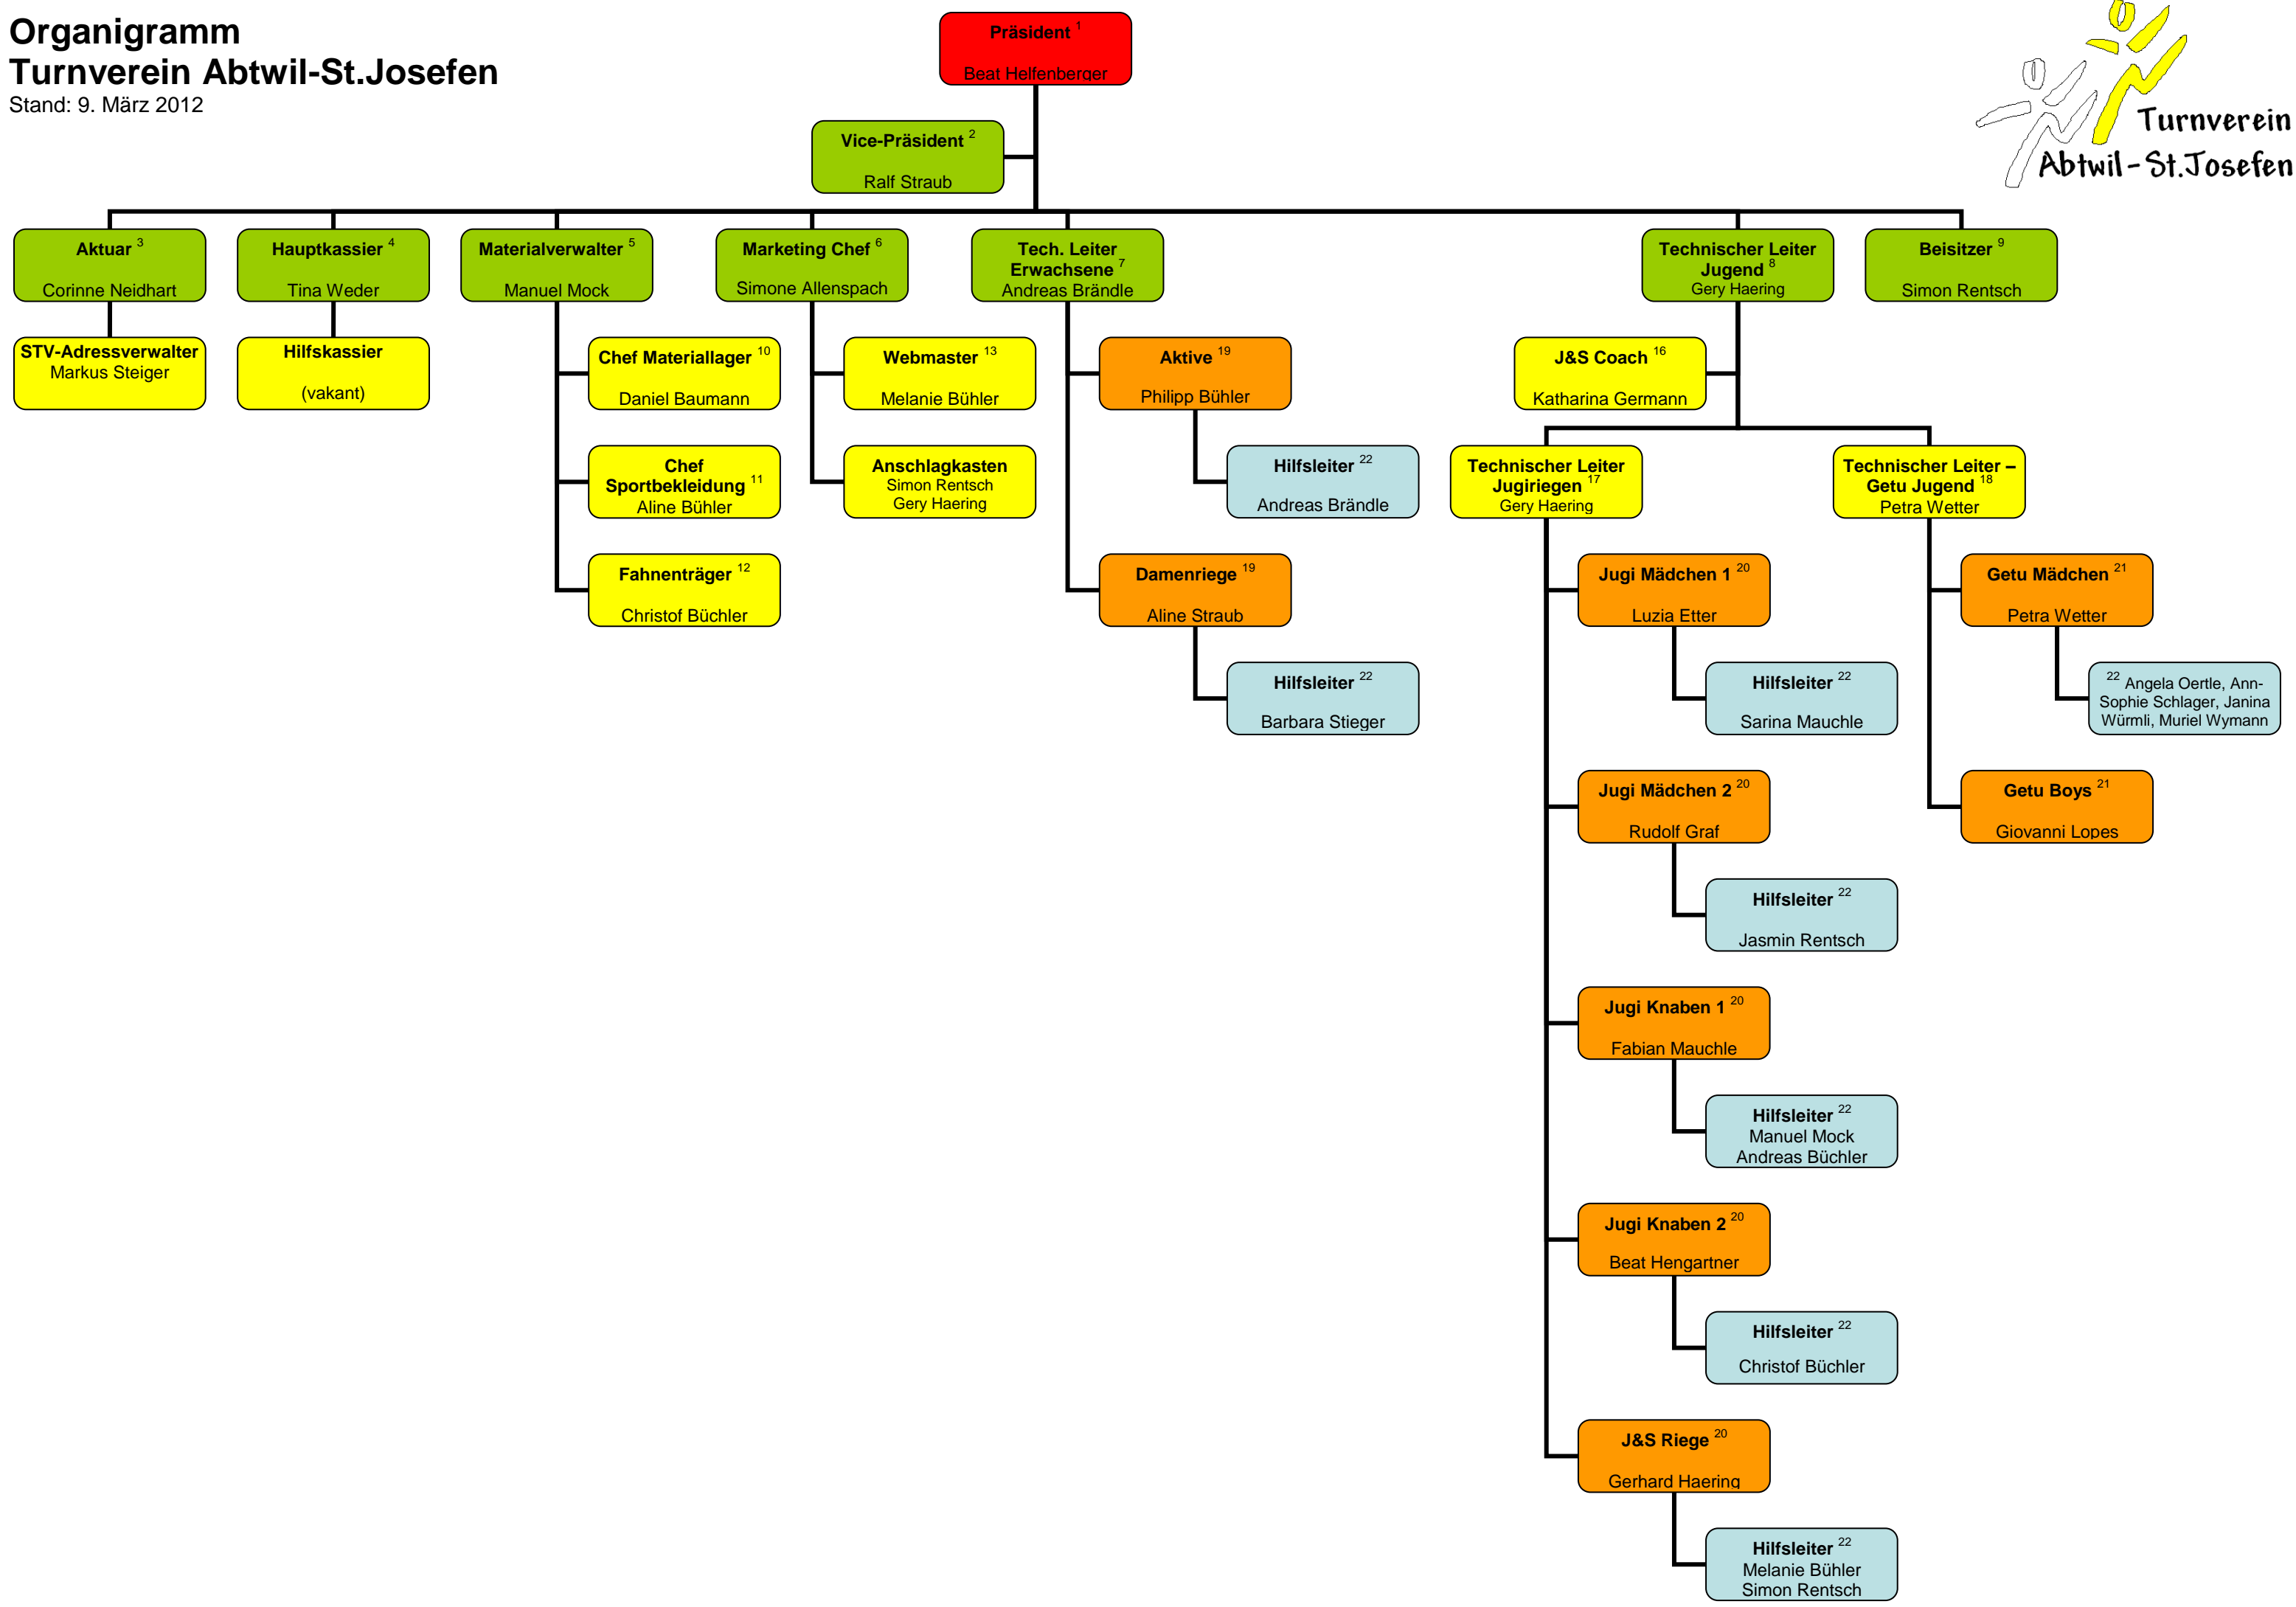 Organigramm
Turnverein Abtwil-St.Josefen
Stand: 9. März 2012
Turnverein
Abtwil-St.Josefen
Präsident 1
Beat Helfenberger
Vice-Präsident 2
Ralf Straub
Aktuar 3
Corinne Neidhart
Hauptkassier 4
Tina Weder
Materialverwalter 5
Manuel Mock
Marketing Chef 6
Simone Allenspach
Tech. Leiter
Erwachsene 7
Andreas Brändle
Technischer Leiter
Jugend 8
Gery Haering
Beisitzer 9
Simon Rentsch
STV-Adressverwalter
Markus Steiger
Hilfskassier
(vakant)
Chef Materiallager 10
Daniel Baumann
Chef
Sportbekleidung 11
Aline Bühler
Fahnenträger 12
Christof Büchler
Webmaster 13
Melanie Bühler
Anschlagkasten
Simon Rentsch
Gery Haering
Aktive 19
Philipp Bühler
Hilfsleiter 22
Andreas Brändle
Damenriege 19
Aline Straub
Hilfsleiter 22
Barbara Stieger
J&S Coach 16
Katharina Germann
Technischer Leiter
Jugiriegen 17
Gery Haering
Technischer Leiter –
Getu Jugend 18
Petra Wetter
Jugi Mädchen 1 20
Luzia Etter
Hilfsleiter 22
Sarina Mauchle
Jugi Mädchen 2 20
Rudolf Graf
Hilfsleiter 22
Jasmin Rentsch
Jugi Knaben 1 20
Fabian Mauchle
Hilfsleiter 22
Manuel Mock
Andreas Büchler
Jugi Knaben 2 20
Beat Hengartner
Hilfsleiter 22
Christof Büchler
J&S Riege 20
Gerhard Haering
Hilfsleiter 22
Melanie Bühler
Simon Rentsch
Getu Mädchen 21
Petra Wetter
22 Angela Oertle, Ann-
Sophie Schlager, Janina
Würmli, Muriel Wymann
Getu Boys 21
Giovanni Lopes